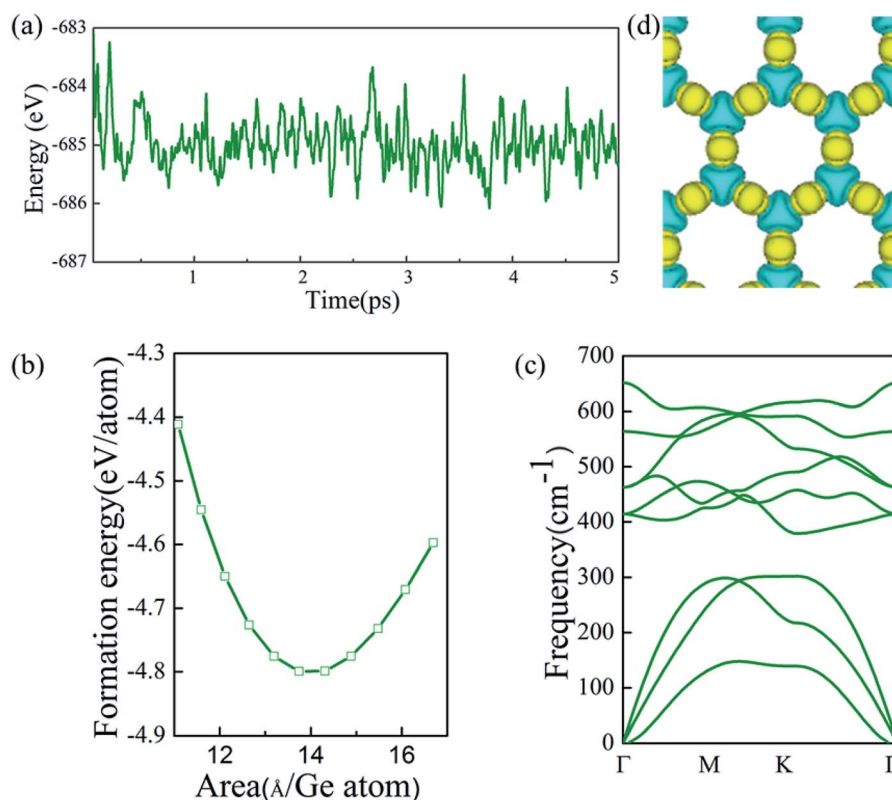 (a)
-683
-684
-685
-686
-687
Energy (eV)
1
2
3
4
5
Time(ps)
(d)
(b)
-4.3
-4.4
-4.5
-4.6
-4.7
-4.8
-4.9
Formation energy(eV/atom)
12
14
16
Area(Å/Ge atom)
(c)
700
600
500
400
300
200
100
0
Frequency(cm-1)
Γ
M
K